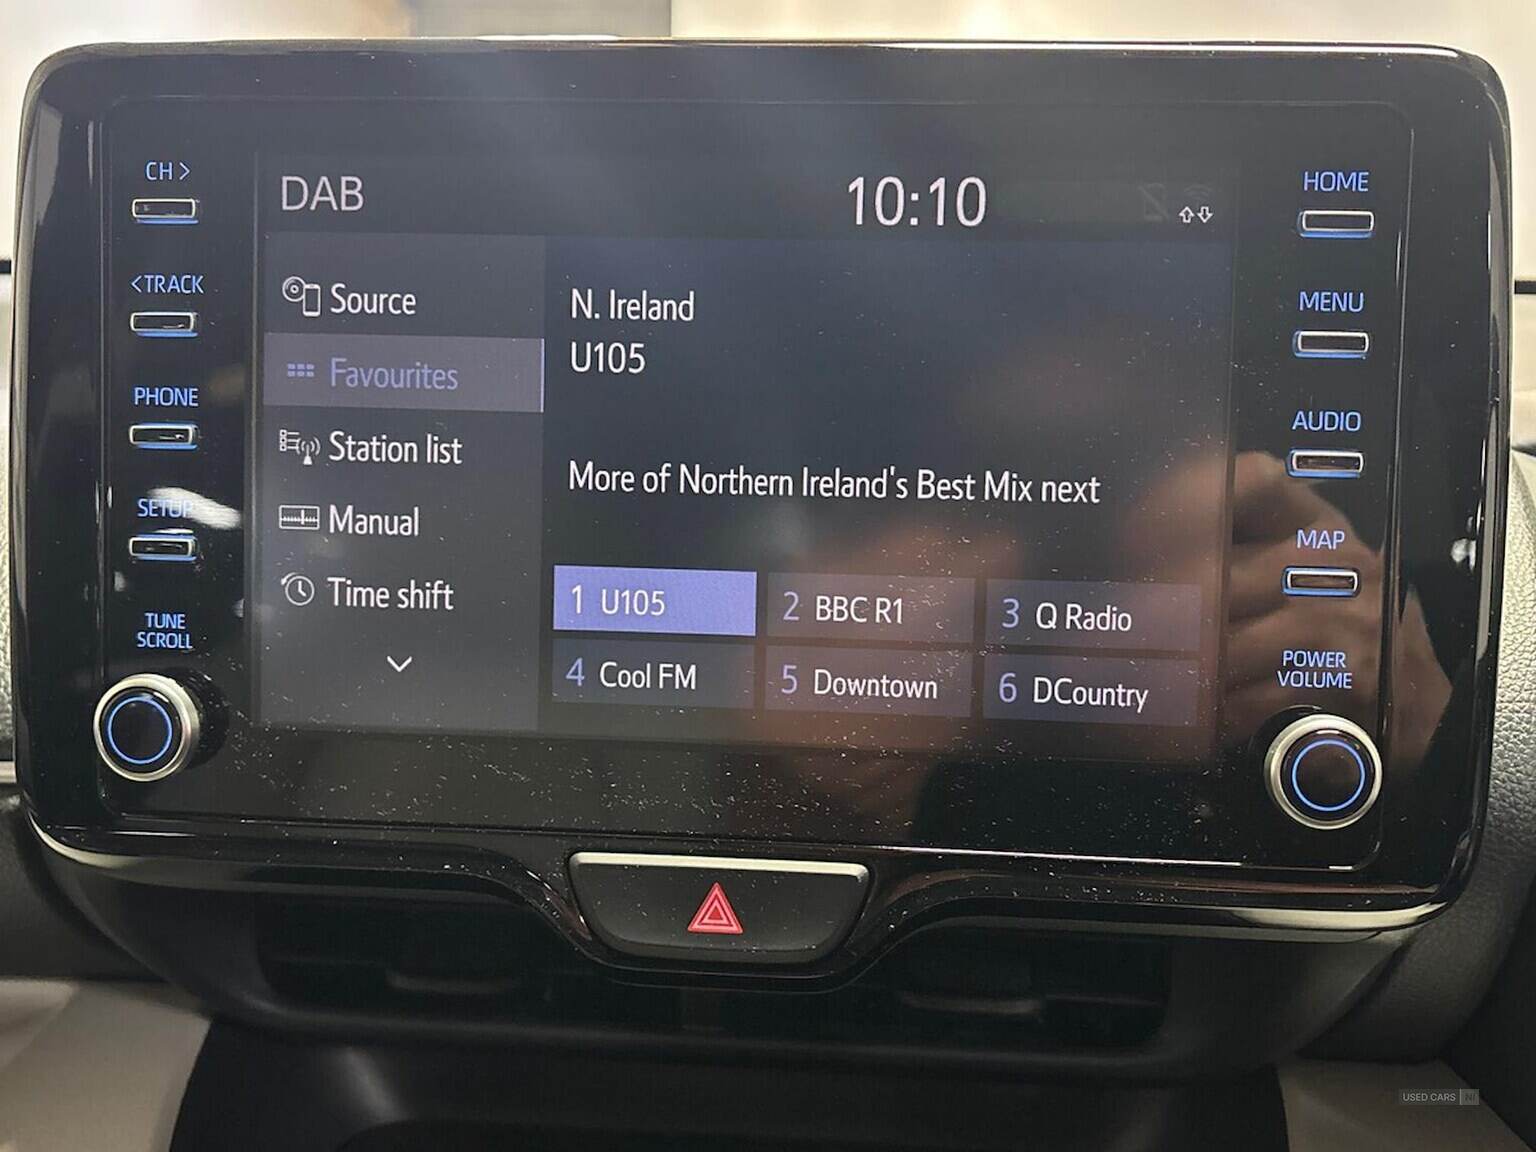 CH>
<TRACK
PHONE
SETUP
TUNE
SCROLL
DAB
10:10
Source
Favourites
Station list
Manual
Time shift
N. Ireland
U105
More of Northern Ireland's Best Mix next
1 U105
2 BBC R1
3 Q Radio
4 Cool FM
5 Downtown
6 DCountry
HOME
MENU
AUDIO
MAP
POWER
VOLUME
USED CARS NI